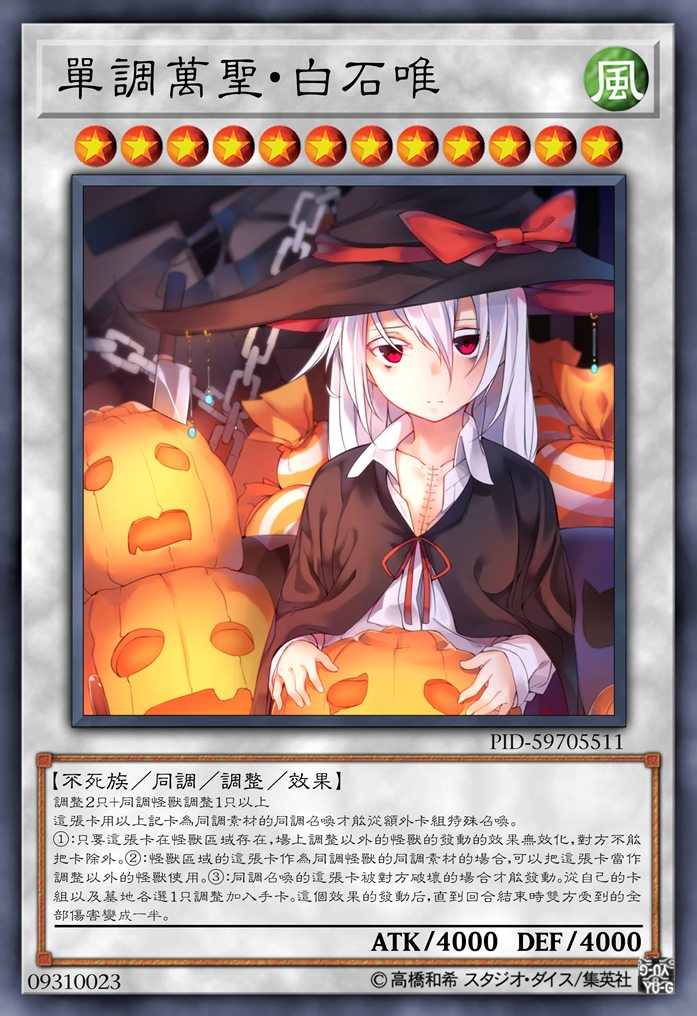 單調萬聖・白石唯
風
PID-59705511
【不死族／同調／調整／效果】
調整2只+同調怪獸調整1只以上
這張卡用以上記卡為同調素材的同調召喚才能從額外卡組特殊召喚。
①:只要這張卡在怪獸區域存在,場上調整以外的怪獸的發動的效果無效化,對方不能
把卡除外。②:怪獸區域的這張卡作為同調怪獸的同調素材的場合,可以把這張卡當作
調整以外的怪獸使用。③:同調召喚的這張卡被對方破壞的場合才能發動。從自己的卡
組以及墓地各選1只調整加入手卡。這個效果的發動后,直到回合結束時雙方受到的全
部傷害變成一半。
ATK/4000 DEF/4000
09310023
©高橋和希 スタジオ・ダイス/集英社